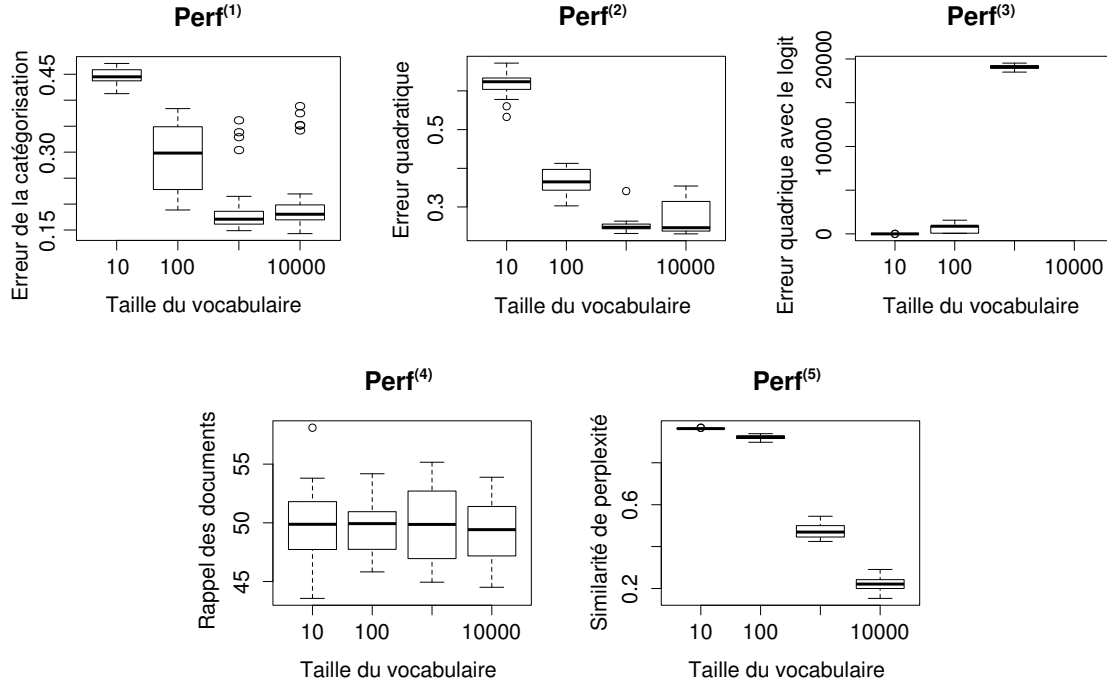 Perf(1)
Erreur de la catégorisation
0.45
0.30
0.15
10 100 10000
Taille du vocabulaire
Perf(2)
Erreur quadratique
0.5
0.3
10 100 10000
Taille du vocabulaire
Perf(3)
Erreur quadrique avec le logit
20000
10000
0
10 100 10000
Taille du vocabulaire
Perf(4)
Rappel des documents
55
50
45
10 100 10000
Taille du vocabulaire
Perf(5)
Similarité de perplexité
0.6
0.2
10 100 10000
Taille du vocabulaire